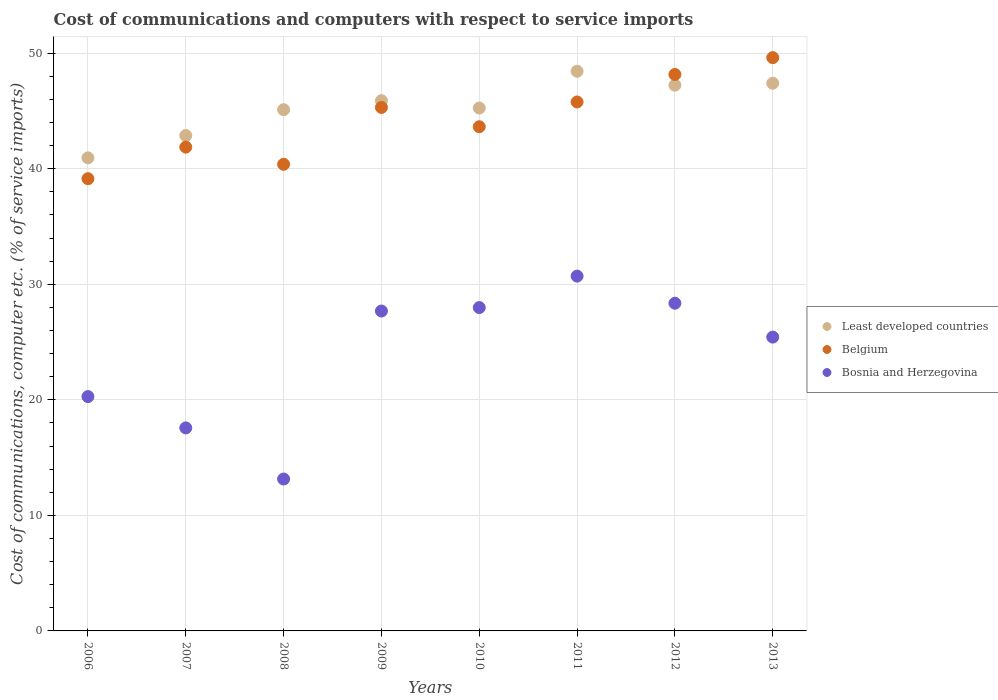 Cost of communications and computers with respect to service imports
Cost of communications, computer etc. (% of service imports)
50
40
30
20
10
0
2006
2007
2008
2009
2010
2011
2012
2013
Years
Least developed countries
Belgium
Bosnia and Herzegovina